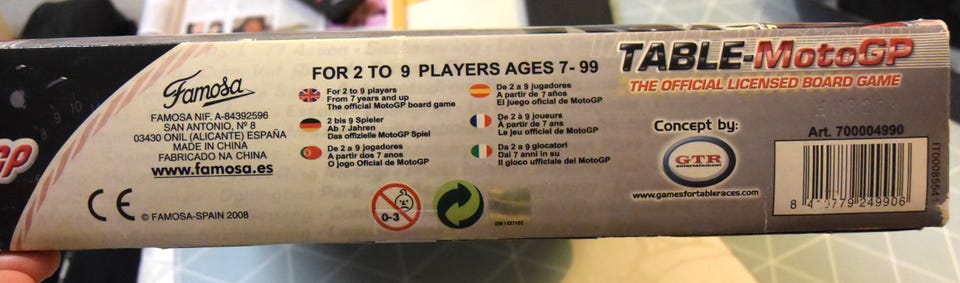 GP
Famosa
FAMOSA NIF. A-84392596
SAN ANTONIO, Nº 8
03430 ONIL (ALICANTE) ESPAÑA
MADE IN CHINA
FABRICADO NA CHINA
www.famosa.es
CE
© FAMOSA-SPAIN 2008
FOR 2 TO 9 PLAYERS AGES 7- 99
For 2 to 9 players
From 7 years and up
The official MotoGP board game
2 bis 9 Spieler
Ab 7 Jahren
Das offizielle MotoGP Spiel
De 2 a 9 jogadores
A partir dos 7 anos
O jogo Oficial do MotoGP
De 2 a 9 jugadores
A partir de 7 años
El juego oficial de MotoGP
De 2 à 9 joueurs
A partir de 7 ans
Le jeu officiel de MotoGP
Da 2 a 9 giocatori
Dai 7 anni in su
Il gioco ufficiale del MotoGP
0-3
TABLE-MotoGP
THE OFFICIAL LICENSED BOARD GAME
Concept by:
GTR
www.gamesfortableraces.com
Art. 700004990
779 249906